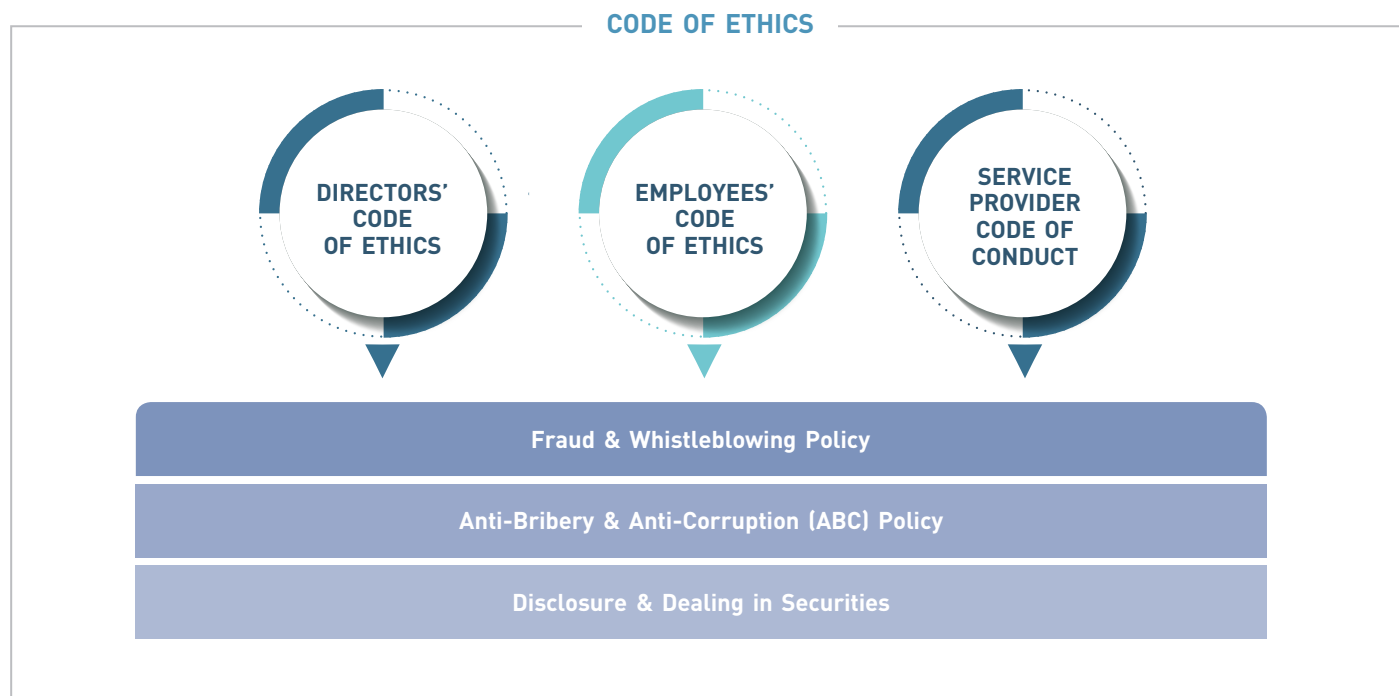 CODE OF ETHICS
DIRECTORS’
CODE
OF ETHICS
EMPLOYEES’
CODE
OF ETHICS
SERVICE
PROVIDER
CODE OF
CONDUCT
Fraud & Whistleblowing Policy
Anti-Bribery & Anti-Corruption (ABC) Policy
Disclosure & Dealing in Securities